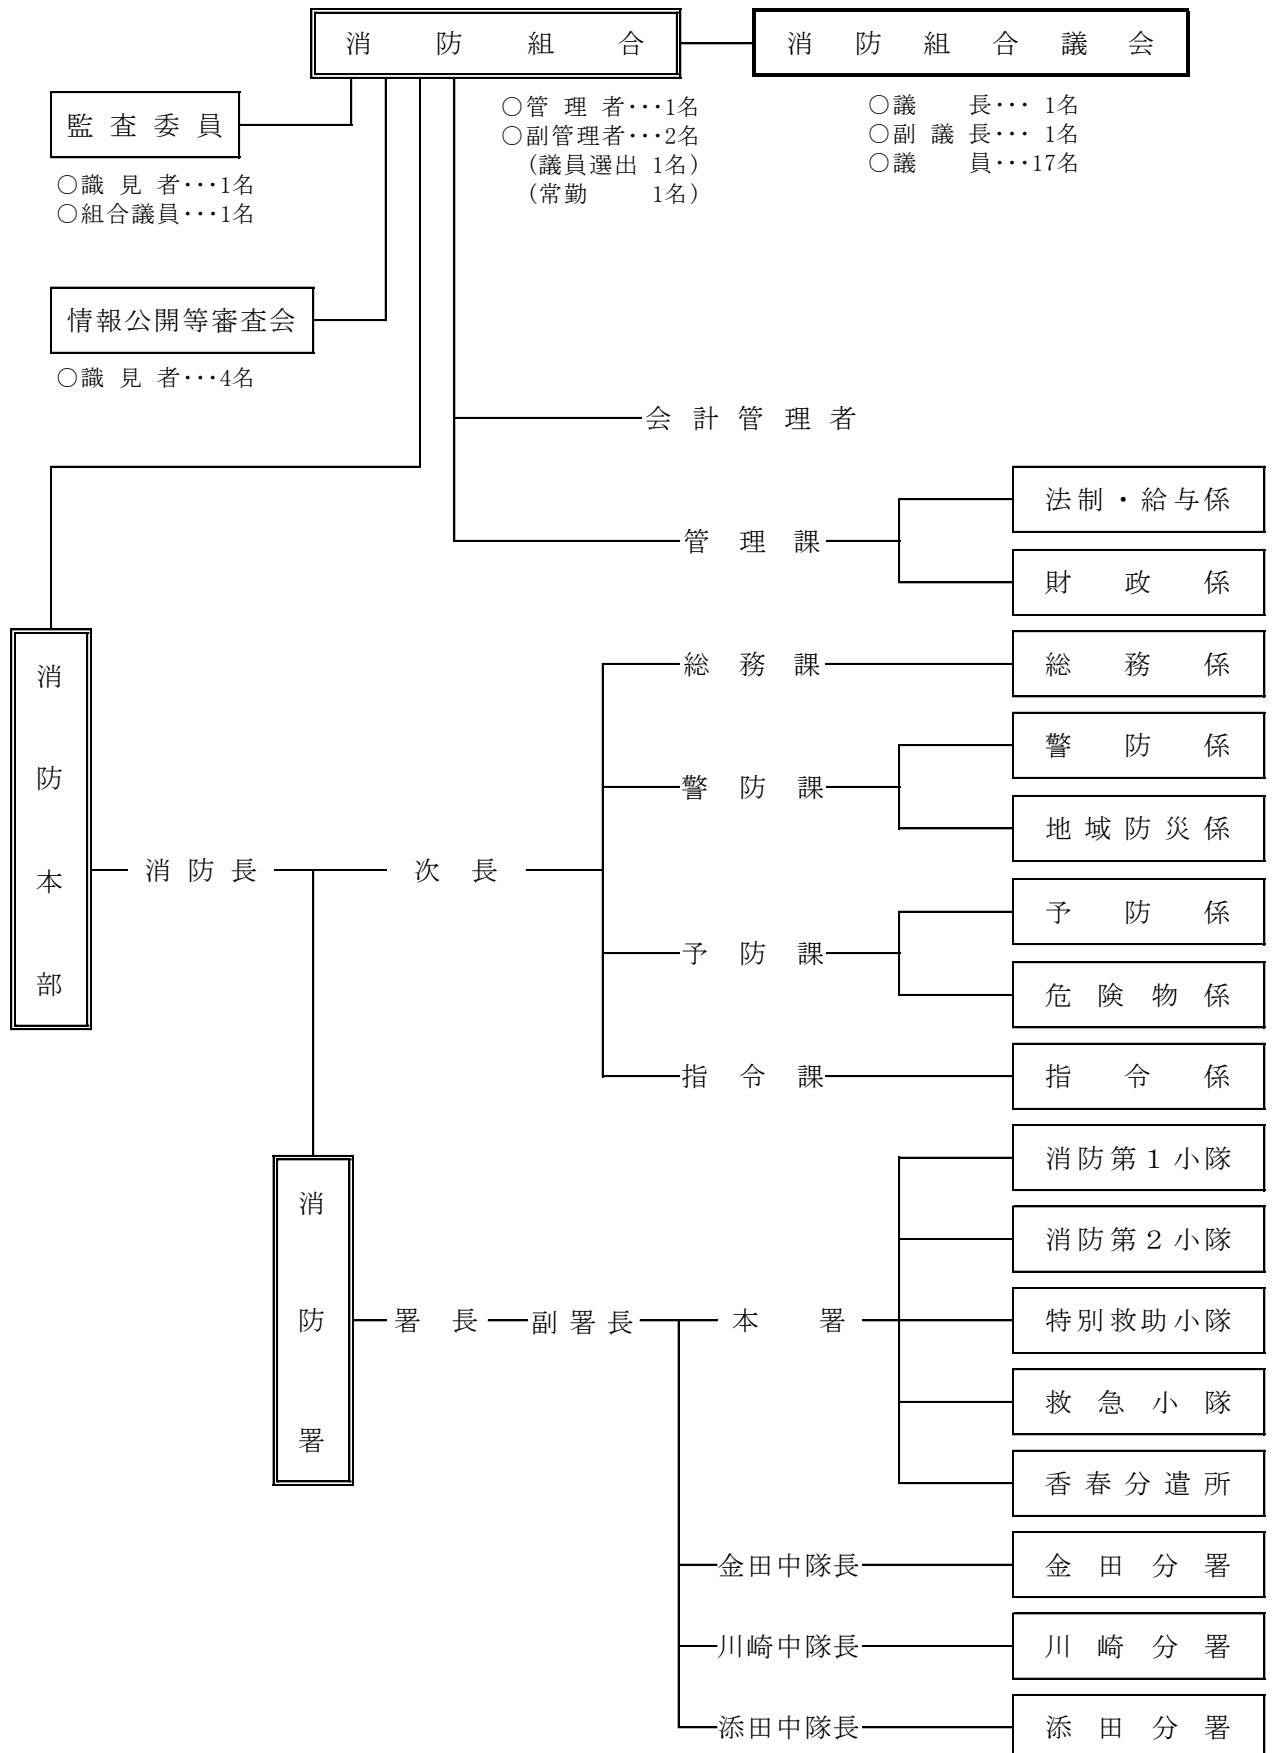 消防組合
消防組合議会
○管理者･･･1名
○副管理者･･･2名
(議員選出 1名)
(常勤 1名)
○議長･･･ 1名
○副議長･･･ 1名
○議員･･･17名
監査委員
○識見者･･･1名
○組合議員･･･1名
情報公開等審査会
○識見者･･･4名
会計管理者
管理課
法制・給与係
財政係
消防本部
消防長
次長
総務課
総務係
警防課
警防係
地域防災係
予防課
予防係
危険物係
指令課
指令係
消防署
署長
副署長
本署
消防第１小隊
消防第２小隊
特別救助小隊
救急小隊
香春分遣所
金田中隊長
金田分署
川崎中隊長
川崎分署
添田中隊長
添田分署